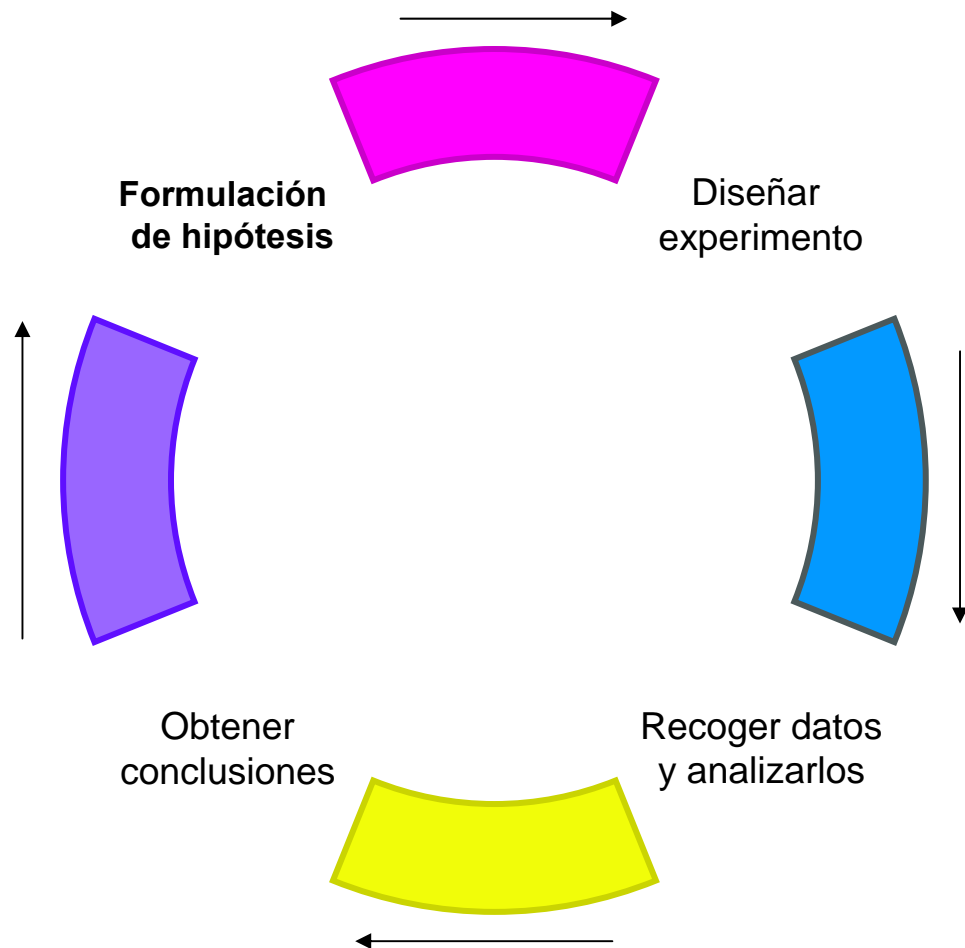 Formulación
de hipótesis
Diseñar
experimento
Obtener
conclusiones
Recoger datos
y analizarlos